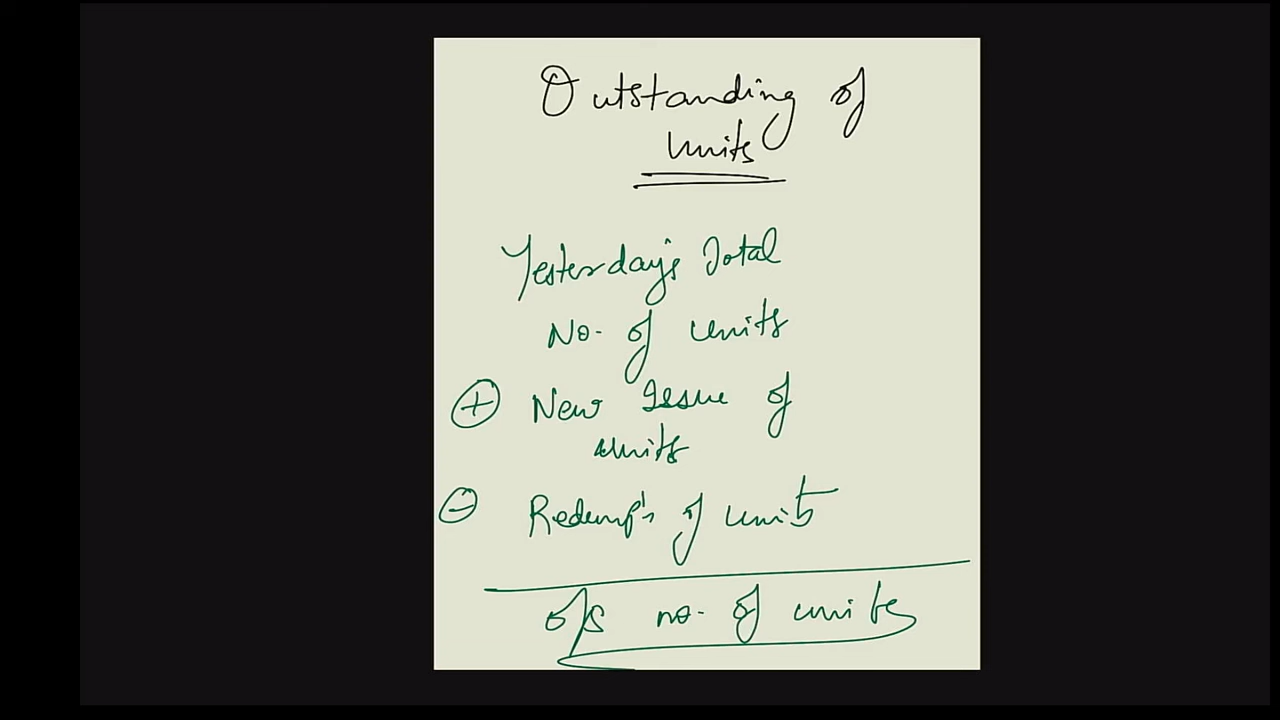 Outstanding of
Units
Yesterday's Total
No. of units
+ New Issue of
units
- Redemp'n of units
o/s no. of units